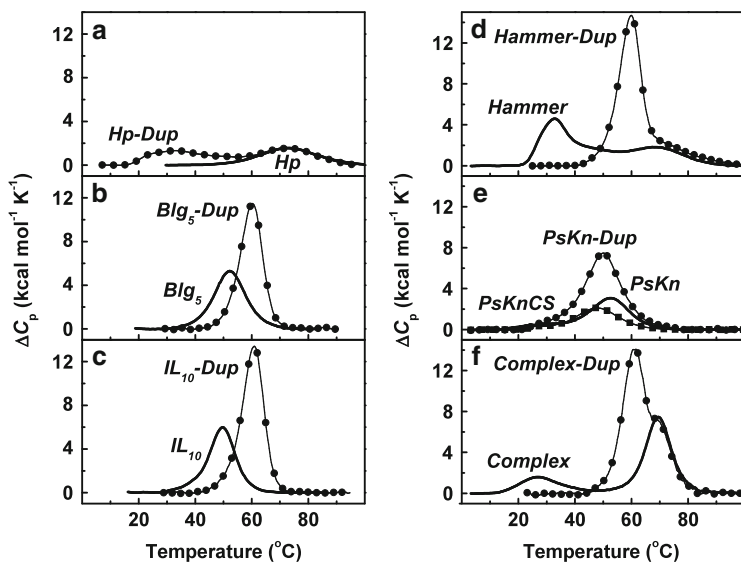 a
12
8
4
0
Hp-Dup
Hp
b
12
8
4
0
Blg5-Dup
Blg5
c
12
8
4
0
IL10-Dup
IL10
20 40 60 80
Temperature (°C)
ΔCp (kcal mol⁻¹ K⁻¹)
d
12
8
4
0
Hammer-Dup
Hammer
e
12
8
4
0
PsKn-Dup
PsKn
PsKnCS
f
12
8
4
0
Complex-Dup
Complex
20 40 60 80
Temperature (°C)
ΔCp (kcal mol⁻¹ K⁻¹)